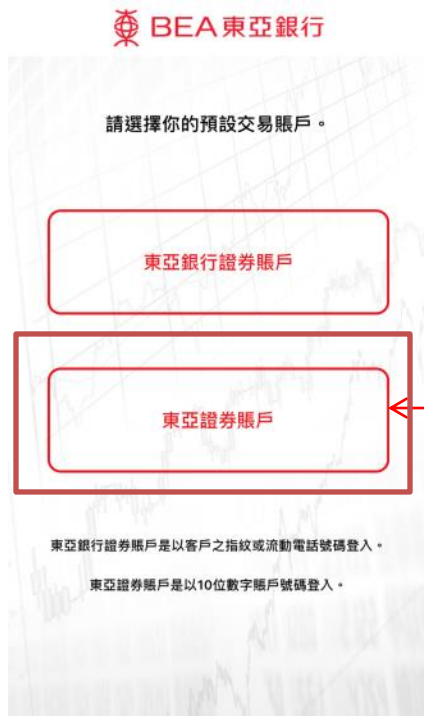 BEA東亞銀行
請選擇你的預設交易賬戶。
東亞銀行證券賬戶
東亞證券賬戶
東亞銀行證券賬戶是以客戶之指紋或流動電話號碼登入。
東亞證券賬戶是以10位數字賬戶號碼登入。